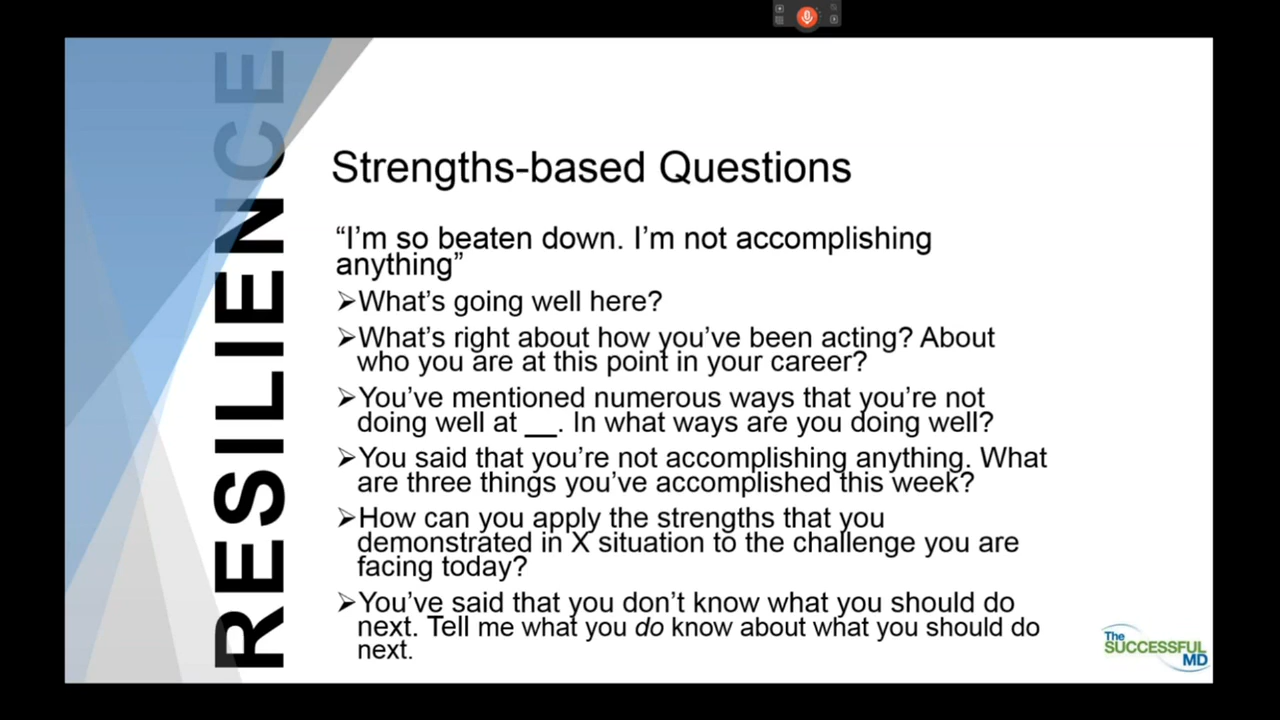 RESILIENCE
Strengths-based Questions
“I’m so beaten down. I’m not accomplishing
anything”
➢What’s going well here?
➢What’s right about how you’ve been acting? About
who you are at this point in your career?
➢You’ve mentioned numerous ways that you’re not
doing well at __. In what ways are you doing well?
➢You said that you’re not accomplishing anything. What
are three things you’ve accomplished this week?
➢How can you apply the strengths that you
demonstrated in X situation to the challenge you are
facing today?
➢You’ve said that you don’t know what you should do
next. Tell me what you do know about what you should do
next.
The
SUCCESSFUL
MD